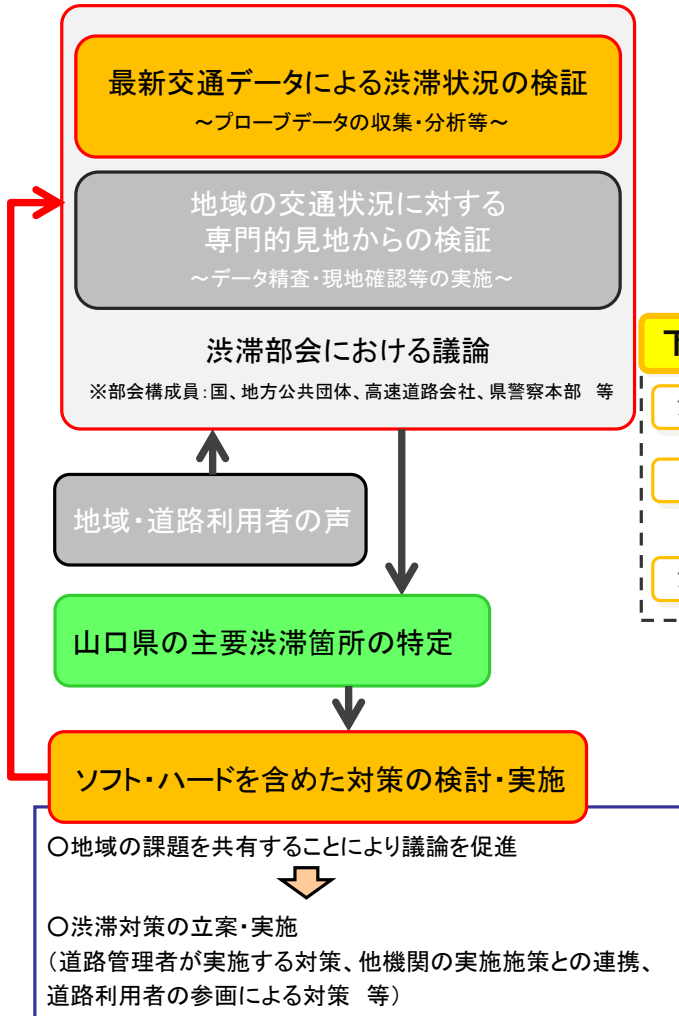 最新交通データによる渋滞状況の検証
～プローブデータの収集・分析等～
地域の交通状況に対する
専門的見地からの検証
～データ精査・現地確認等の実施～
渋滞部会における議論
※部会構成員：国、地方公共団体、高速道路会社、県警察本部　等
地域・道路利用者の声
山口県の主要渋滞箇所の特定
ソフト・ハードを含めた対策の検討・実施
○地域の課題を共有することにより議論を促進
○渋滞対策の立案・実施
（道路管理者が実施する対策、他機関の実施施策との連携、
道路利用者の参画による対策　等）